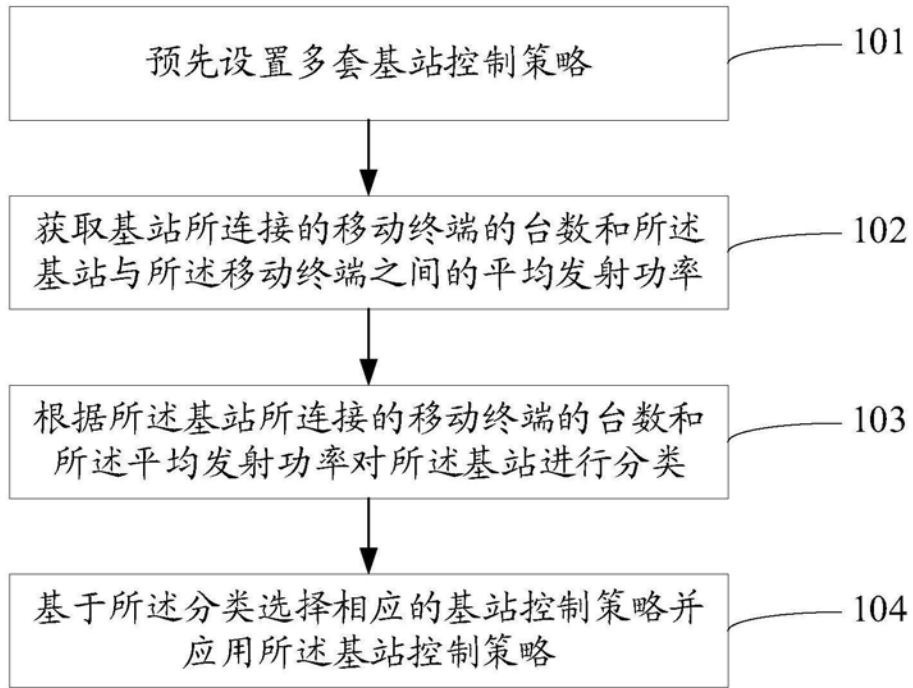 预先设置多套基站控制策略
101
获取基站所连接的移动终端的台数和所述
基站与所述移动终端之间的平均发射功率
102
根据所述基站所连接的移动终端的台数和
所述平均发射功率对所述基站进行分类
103
基于所述分类选择相应的基站控制策略并
应用所述基站控制策略
104